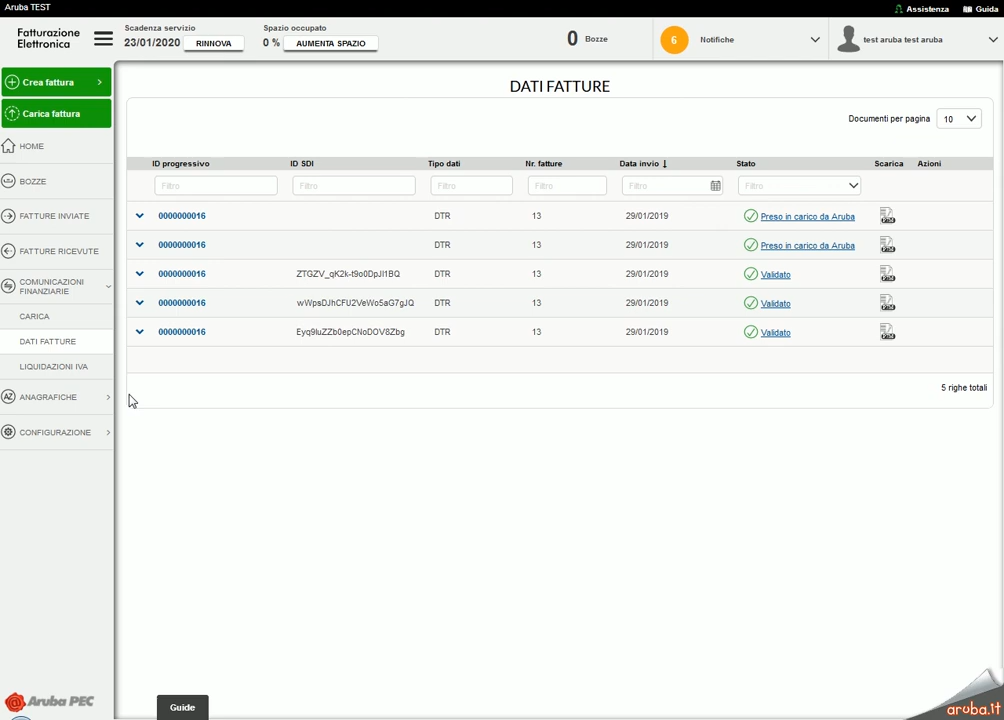 Aruba TEST
Assistenza
Guida
Fatturazione
Elettronica
Scadenza servizio
23/01/2020
RINNOVA
Spazio occupato
0 %
AUMENTA SPAZIO
0 Bozze
6
Notifiche
test aruba test aruba
Crea fattura
Carica fattura
HOME
BOZZE
FATTURE INVIATE
FATTURE RICEVUTE
COMUNICAZIONI
FINANZIARIE
CARICA
DATI FATTURE
LIQUIDAZIONI IVA
AZ ANAGRAFICHE
CONFIGURAZIONE
DATI FATTURE
Documenti per pagina 10
ID progressivo ID SDI Tipo dati Nr. fatture Data invio Stato Scarica Azioni
Filtro Filtro Filtro Filtro Filtro Filtro
0000000016 DTR 13 29/01/2019 Preso in carico da Aruba
0000000016 DTR 13 29/01/2019 Preso in carico da Aruba
0000000016 ZTGZV_qK2k-t9o0DpJl1BQ DTR 13 29/01/2019 Validato
0000000016 wWpsDJhCFU2VeWo5aG7gJQ DTR 13 29/01/2019 Validato
0000000016 Eyq9luZZb0epCNoDOV8Zbg DTR 13 29/01/2019 Validato
5 righe totali
Aruba PEC
Guide
aruba.it